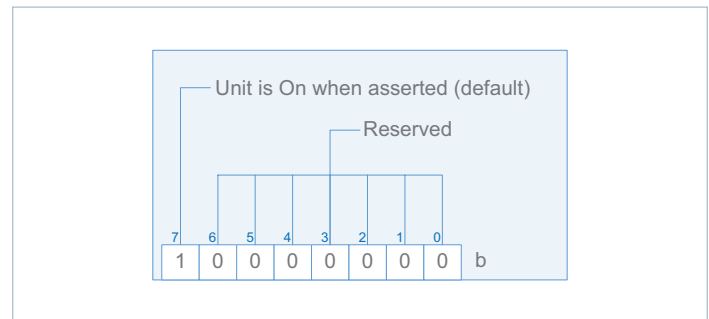 Unit is On when asserted (default)
Reserved
7 6 5 4 3 2 1 0
1 0 0 0 0 0 0 0 b